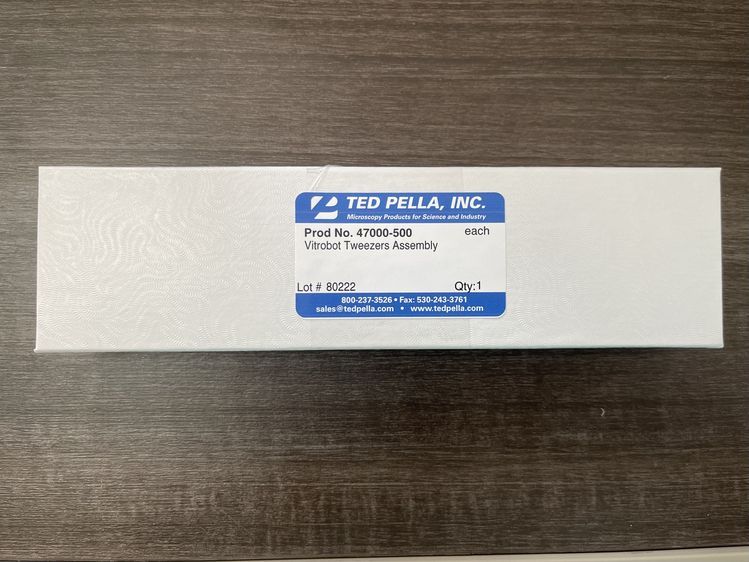 TED PELLA, INC.
Microscopy Products for Science and Industry
Prod No. 47000-500 each
Vitrobot Tweezers Assembly
Lot # 80222 Qty:1
800-237-3526 • Fax: 530-243-3761
sales@tedpella.com • www.tedpella.com